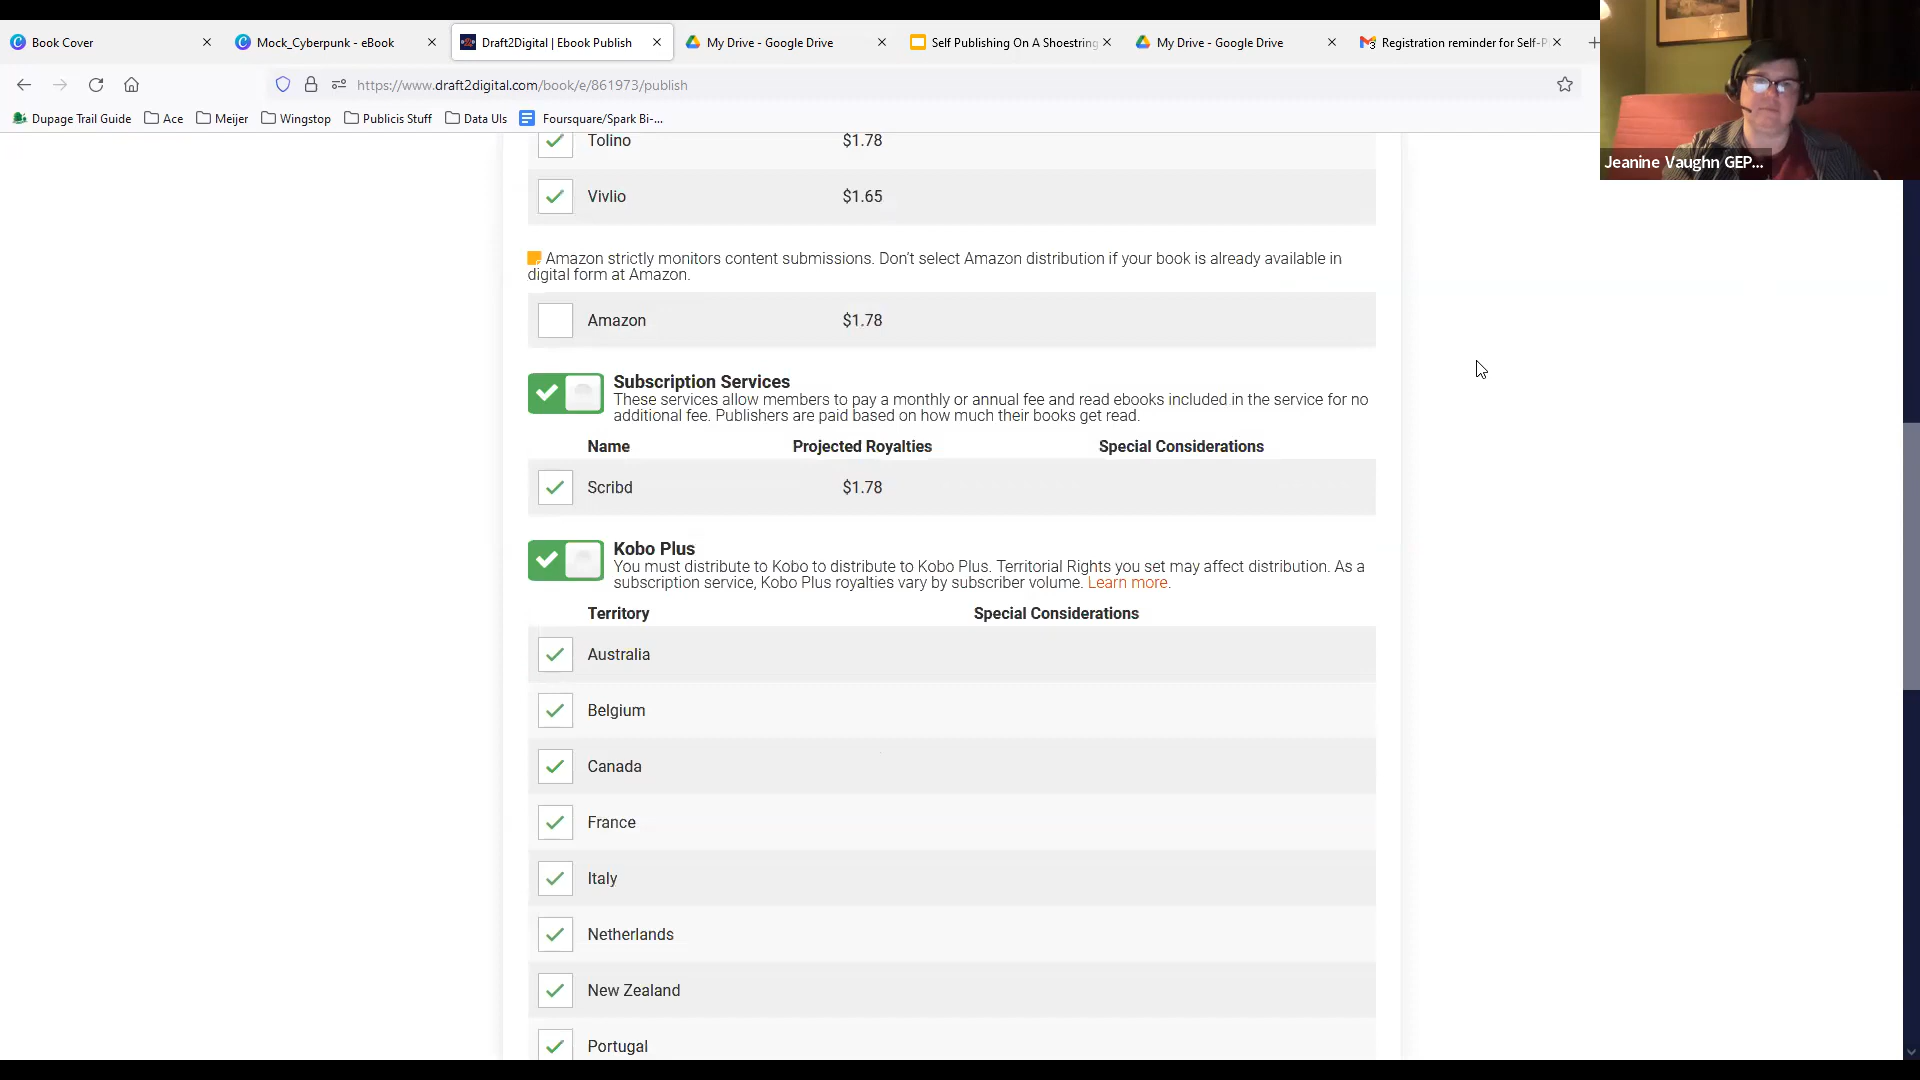 Book Cover
Mock_Cyberpunk - eBook
Draft2Digital | Ebook Publish
My Drive - Google Drive
Self Publishing On A Shoestring
My Drive - Google Drive
Registration reminder for Self-P
https://www.draft2digital.com/book/e/861973/publish
Dupage Trail Guide
Ace
Meijer
Wingstop
Publicis Stuff
Data UIs
Foursquare/Spark Bi-...
Jeanine Vaughn GEP...
Tolino $1.78
Vivlio $1.65
Amazon strictly monitors content submissions. Don't select Amazon distribution if your book is already available in
digital form at Amazon.
Amazon $1.78
Subscription Services
These services allow members to pay a monthly or annual fee and read ebooks included in the service for no
additional fee. Publishers are paid based on how much their books get read.
Name Projected Royalties Special Considerations
Scribd $1.78
Kobo Plus
You must distribute to Kobo to distribute to Kobo Plus. Territorial Rights you set may affect distribution. As a
subscription service, Kobo Plus royalties vary by subscriber volume. Learn more.
Territory Special Considerations
Australia
Belgium
Canada
France
Italy
Netherlands
New Zealand
Portugal